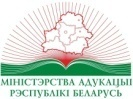 МІНІСТЭРСТВА АДУКАЦЫІ
РЭСПУБЛІКІ БЕЛАРУСЬ